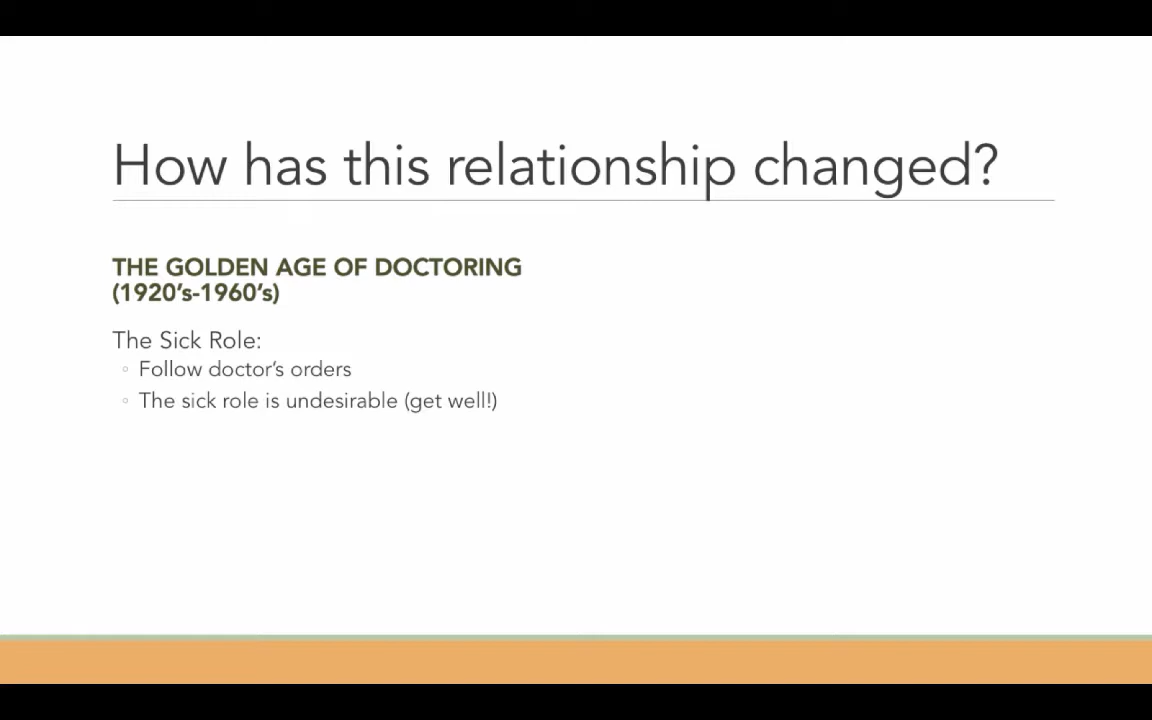 How has this relationship changed?
THE GOLDEN AGE OF DOCTORING
(1920’s-1960’s)
The Sick Role:
◦ Follow doctor’s orders
◦ The sick role is undesirable (get well!)